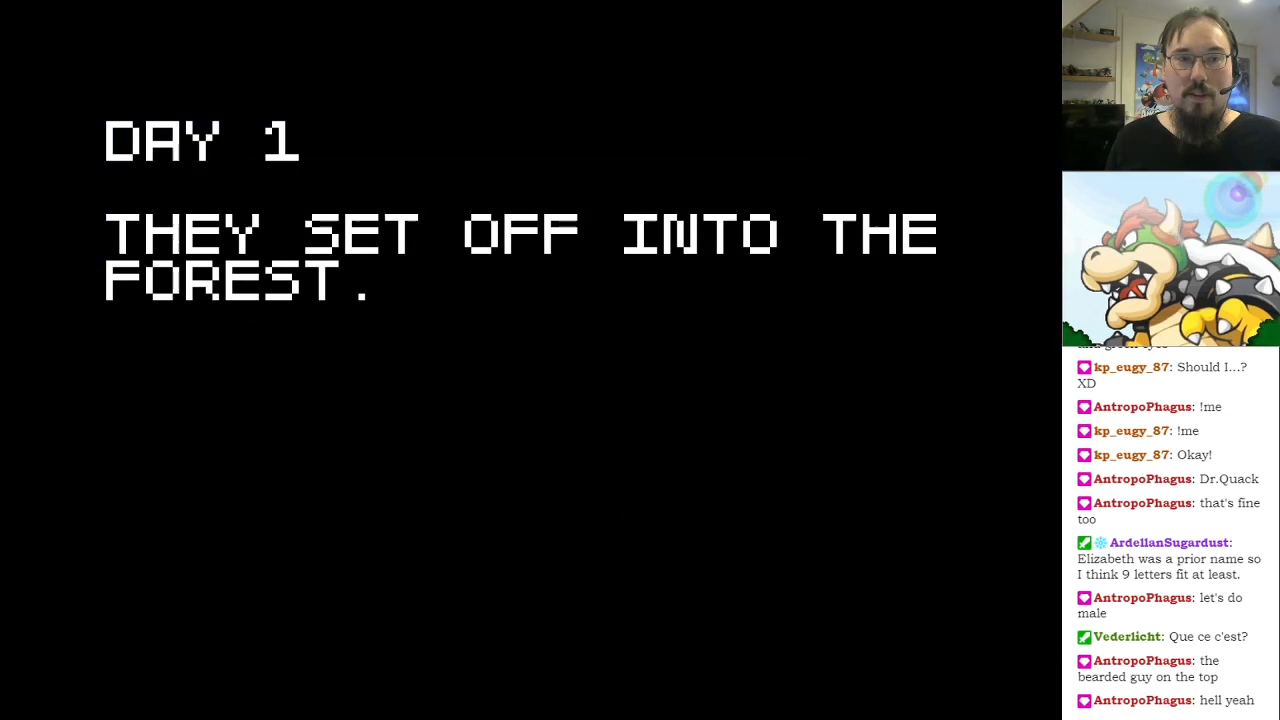 DAY 1
THEY SET OFF INTO THE
FOREST.
kp_eugy_87: Should I...?
XD
AntropoPhagus: !me
kp_eugy_87: !me
kp_eugy_87: Okay!
AntropoPhagus: Dr.Quack
AntropoPhagus: that's fine
too
ArdellanSugardust:
Elizabeth was a prior name so
I think 9 letters fit at least.
AntropoPhagus: let's do
male
Vederlicht: Que ce c'est?
AntropoPhagus: the
bearded guy on the top
AntropoPhagus: hell yeah